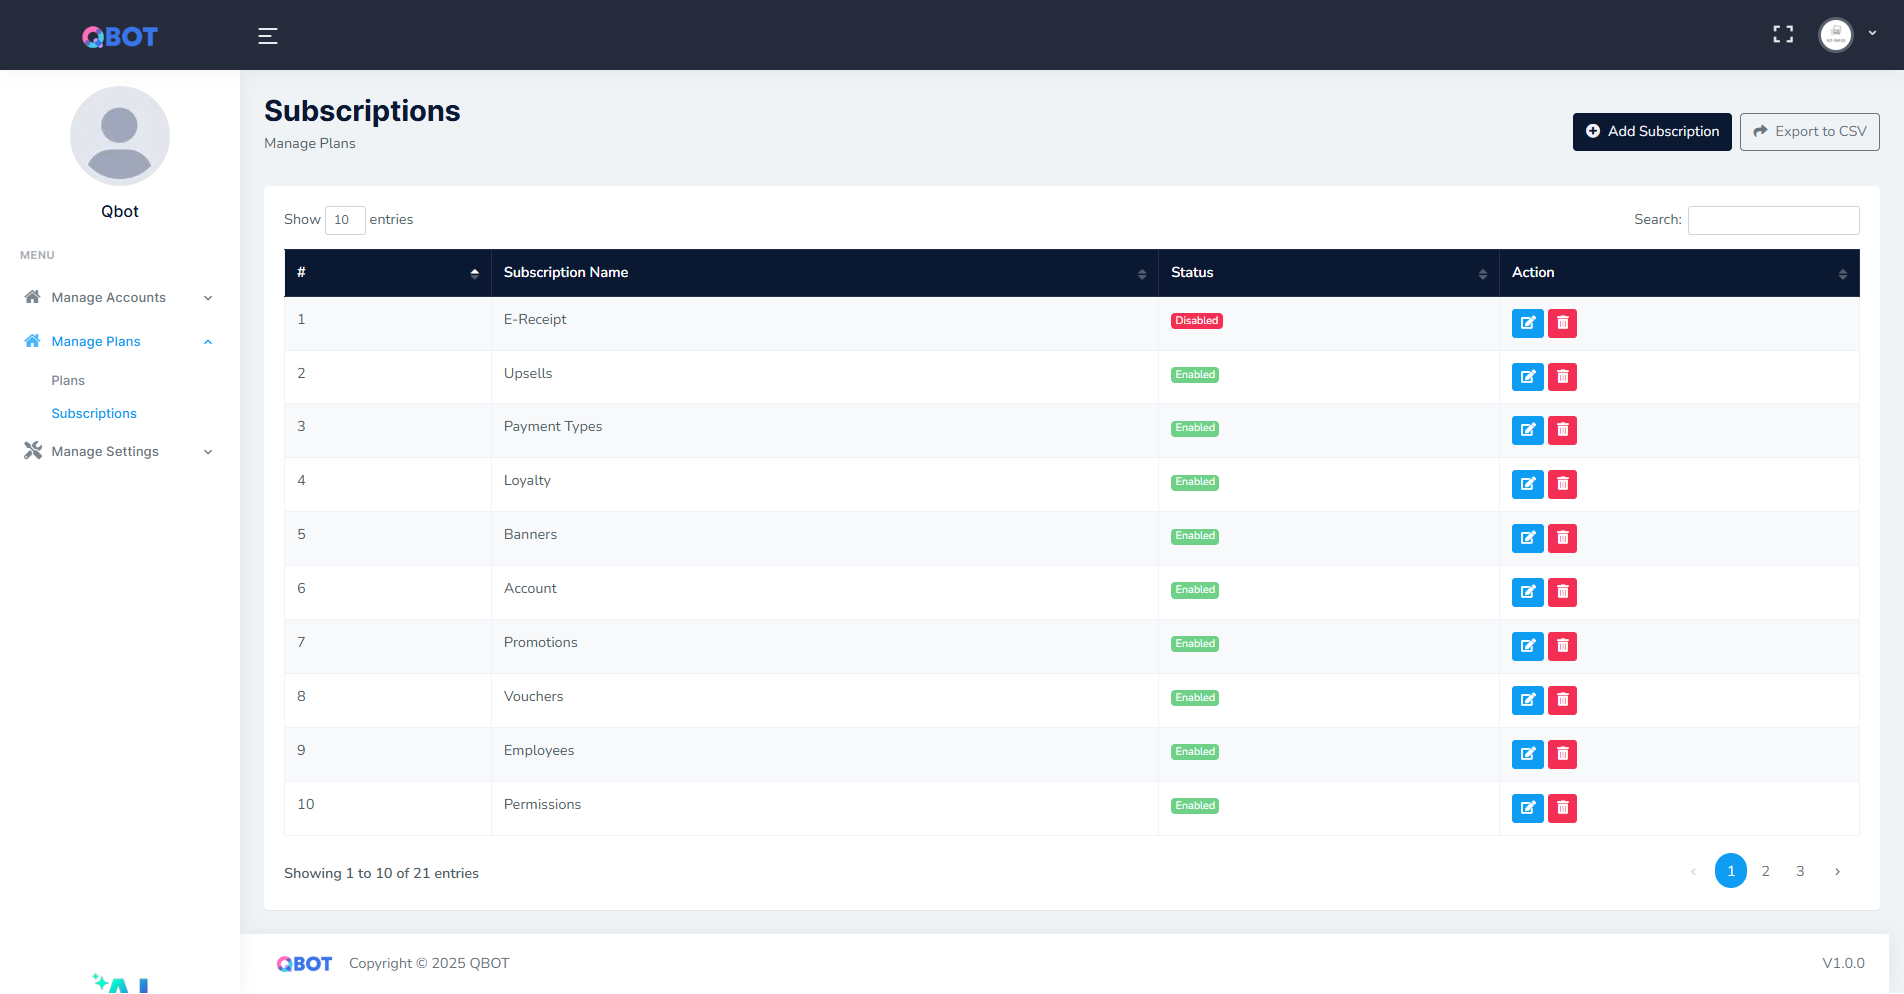 QBOT
NO IMAGE
Qbot
MENU
Manage Accounts
Manage Plans
Plans
Subscriptions
Manage Settings
AI
Subscriptions
Manage Plans
Add Subscription
Export to CSV
Show 10 entries
Search:
# Subscription Name Status Action
1 E-Receipt Disabled
2 Upsells Enabled
3 Payment Types Enabled
4 Loyalty Enabled
5 Banners Enabled
6 Account Enabled
7 Promotions Enabled
8 Vouchers Enabled
9 Employees Enabled
10 Permissions Enabled
Showing 1 to 10 of 21 entries
‹ 1 2 3 ›
QBOT Copyright © 2025 QBOT
V1.0.0